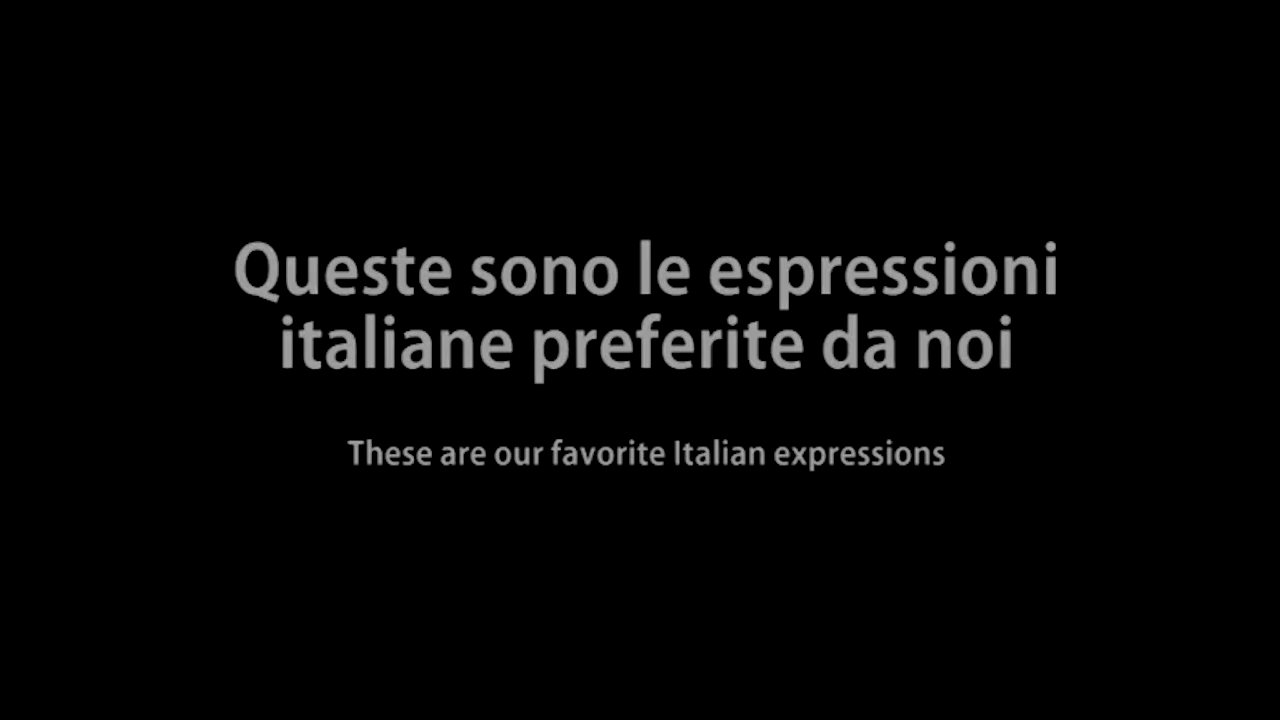 Queste sono le espressioni
italiane preferite da noi
These are our favorite Italian expressions